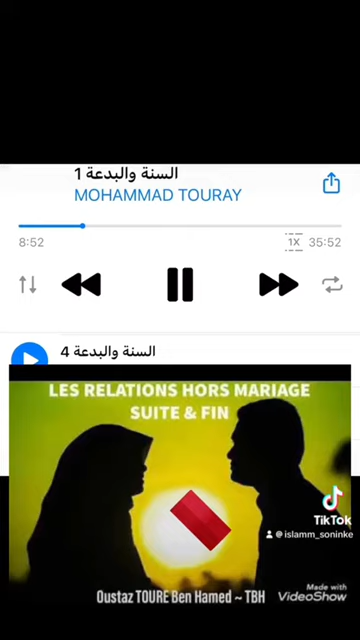 السنة والبدعة 1
MOHAMMAD TOURAY
8:52
1X
35:52
السنة والبدعة 4
LES RELATIONS HORS MARIAGE
SUITE & FIN
TikTok
@islamm_soninke
Oustaz TOURE Ben Hamed ~ TBH
Made with
VideoShow